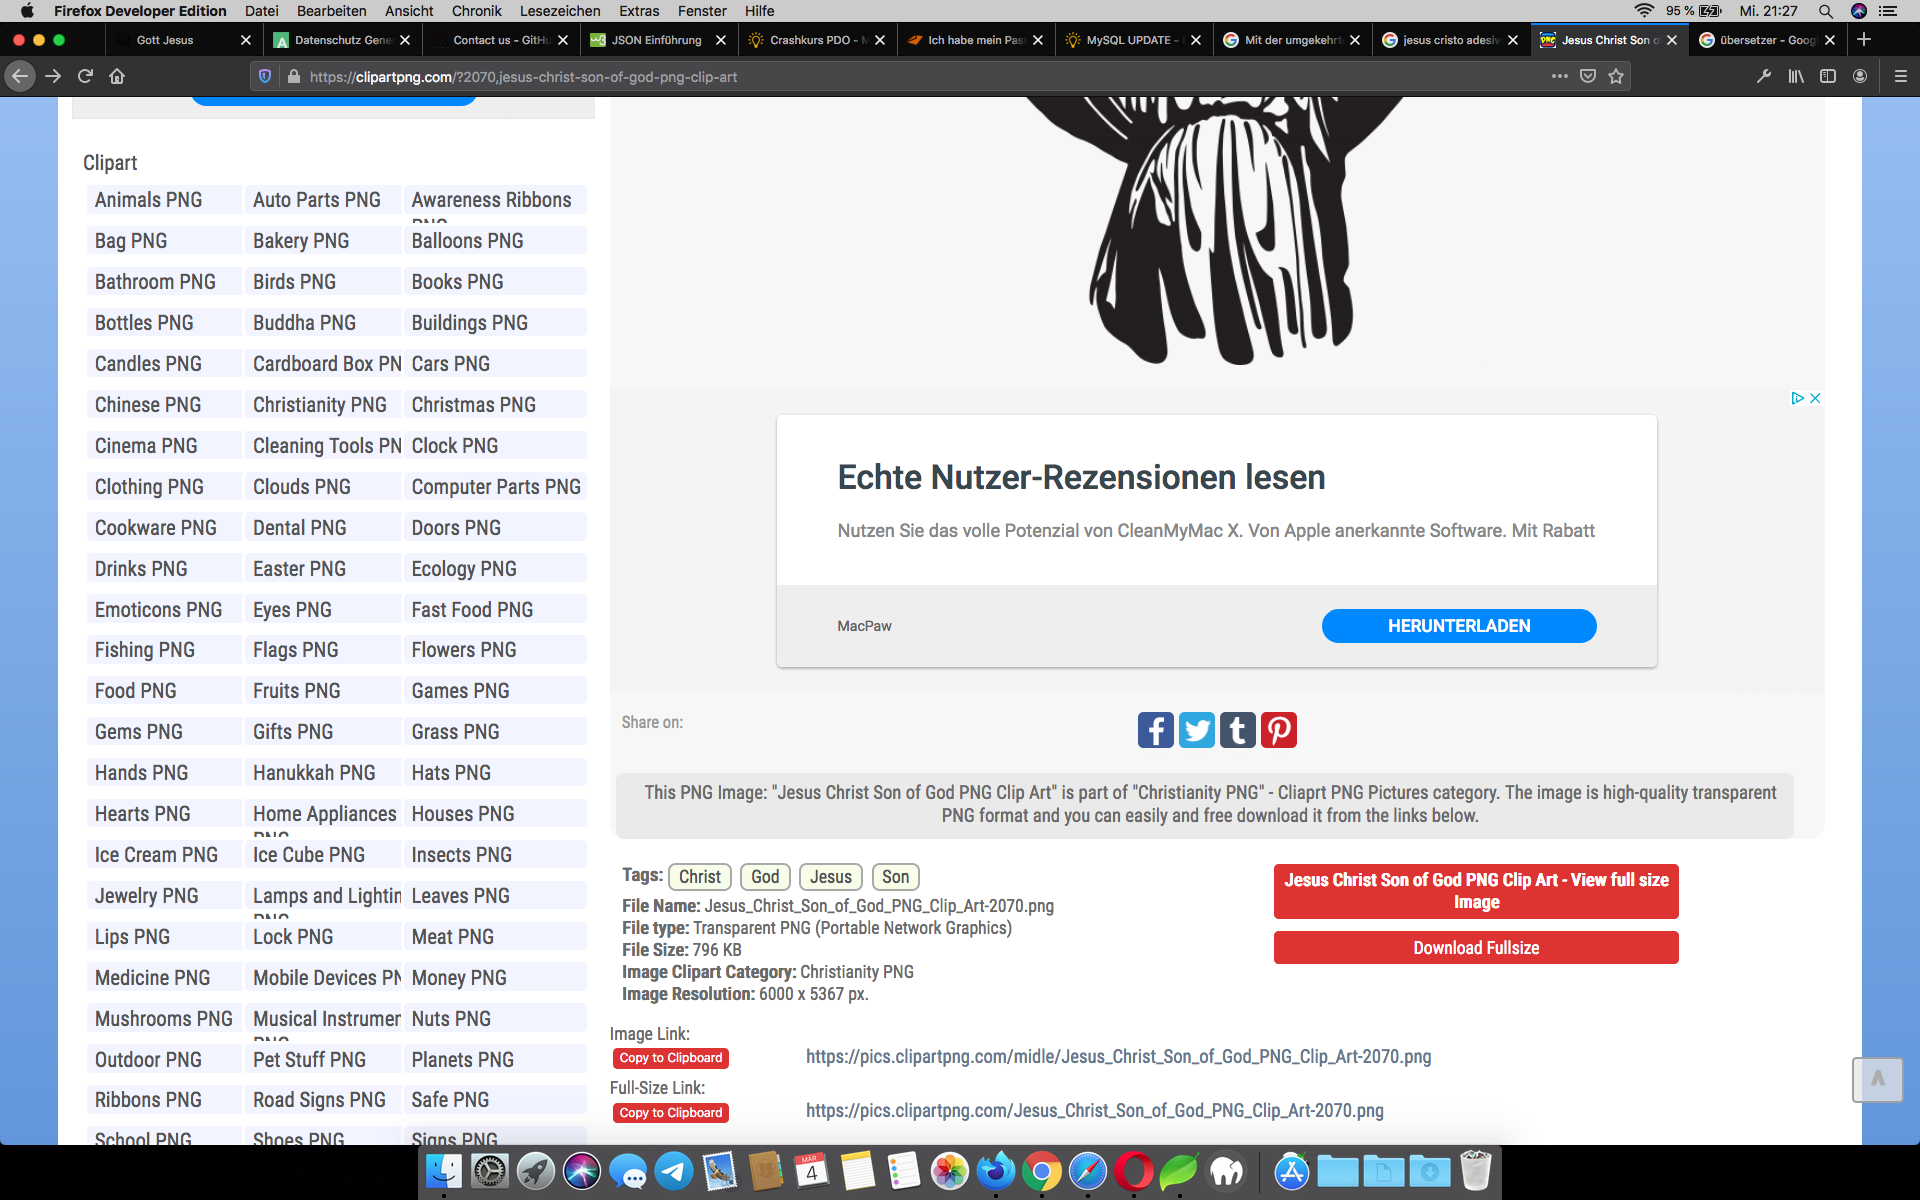 Firefox Developer Edition Datei Bearbeiten Ansicht Chronik Lesezeichen Extras Fenster Hilfe 95 % Mi. 21:27
Gott Jesus
Datenschutz Gene
Contact us - GitHu
JSON Einführung
Crashkurs PDO - M
Ich habe mein Pas
MySQL UPDATE -
Mit der umgekehrt
jesus cristo adesiv
Jesus Christ Son o
übersetzer - Goog
https://clipartpng.com/?2070,jesus-christ-son-of-god-png-clip-art
Clipart
Animals PNG Auto Parts PNG Awareness Ribbons
Bag PNG Bakery PNG Balloons PNG
Bathroom PNG Birds PNG Books PNG
Bottles PNG Buddha PNG Buildings PNG
Candles PNG Cardboard Box PN Cars PNG
Chinese PNG Christianity PNG Christmas PNG
Cinema PNG Cleaning Tools PN Clock PNG
Clothing PNG Clouds PNG Computer Parts PNG
Cookware PNG Dental PNG Doors PNG
Drinks PNG Easter PNG Ecology PNG
Emoticons PNG Eyes PNG Fast Food PNG
Fishing PNG Flags PNG Flowers PNG
Food PNG Fruits PNG Games PNG
Gems PNG Gifts PNG Grass PNG
Hands PNG Hanukkah PNG Hats PNG
Hearts PNG Home Appliances Houses PNG
Ice Cream PNG Ice Cube PNG Insects PNG
Jewelry PNG Lamps and Lightin Leaves PNG
Lips PNG Lock PNG Meat PNG
Medicine PNG Mobile Devices PN Money PNG
Mushrooms PNG Musical Instrumen Nuts PNG
Outdoor PNG Pet Stuff PNG Planets PNG
Ribbons PNG Road Signs PNG Safe PNG
School PNG Shoes PNG Signs PNG
Echte Nutzer-Rezensionen lesen
Nutzen Sie das volle Potenzial von CleanMyMac X. Von Apple anerkannte Software. Mit Rabatt
MacPaw HERUNTERLADEN
Share on:
This PNG Image: "Jesus Christ Son of God PNG Clip Art" is part of "Christianity PNG" - Cliaprt PNG Pictures category. The image is high-quality transparent
PNG format and you can easily and free download it from the links below.
Tags: Christ God Jesus Son
File Name: Jesus_Christ_Son_of_God_PNG_Clip_Art-2070.png
File type: Transparent PNG (Portable Network Graphics)
File Size: 796 KB
Image Clipart Category: Christianity PNG
Image Resolution: 6000 x 5367 px.
Jesus Christ Son of God PNG Clip Art - View full size
Image
Download Fullsize
Image Link:
Copy to Clipboard https://pics.clipartpng.com/midle/Jesus_Christ_Son_of_God_PNG_Clip_Art-2070.png
Full-Size Link:
Copy to Clipboard https://pics.clipartpng.com/Jesus_Christ_Son_of_God_PNG_Clip_Art-2070.png
MÄR
4